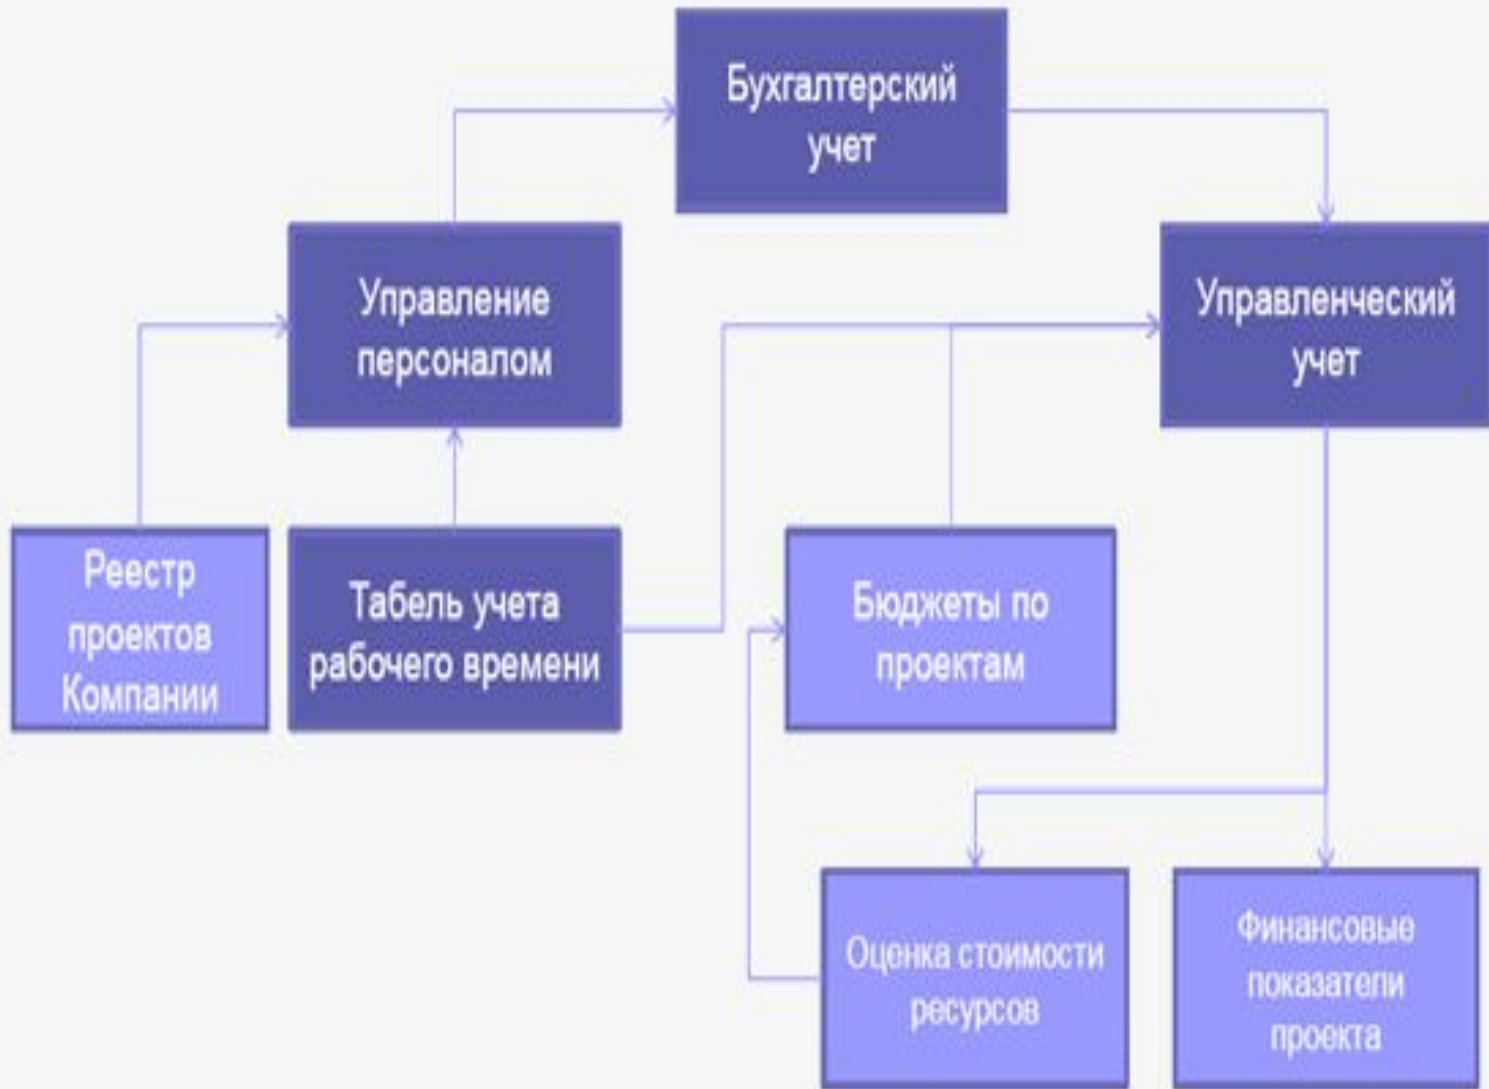 Бухгалтерский
учет
Управление
персоналом
Управленческий
учет
Реестр
проектов
Компании
Табель учета
рабочего времени
Бюджеты по
проектам
Оценка стоимости
ресурсов
Финансовые
показатели
проекта